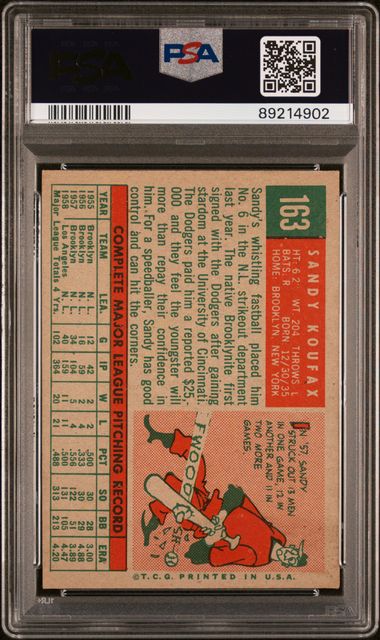 PSA
PSA
89214902
163
SANDY KOUFAX
HT. 6'2" WT. 204 THROWS L
BATS. R BORN 12/30/35
HOME: BROOKLYN, NEW YORK
Sandy's whistling fastball placed him
No. 6 in the N.L. strikeout department
last year. The native Brooklynite first
signed with the Dodgers after gaining
stardom at the University of Cincinnati.
The Dodgers paid him a reported $25,-
000 and they feel the youngster will
more than repay their confidence in
him. For a speedballer, Sandy has good
control and can hit the corners.
IN '57, SANDY
STRUCK OUT 13 MEN
IN ONE GAME, 12 IN
ANOTHER AND 11 IN
TWO MORE
GAMES.
FWOOOSH
COMPLETE MAJOR LEAGUE PITCHING RECORD
YEAR TEAM LEA. G IP W L PCT SO BB ERA
1955 Brooklyn N. L. 12 42 2 2 .500 30 28 3.00
1956 Brooklyn N. L. 16 59 2 4 .333 30 29 4.88
1957 Brooklyn N. L. 34 104 5 4 122 51 3.88
1958 Los Angeles N. L. 40 159 11 11 .500 131 105 4.47
Major League Totals 4 Yrs. 102 364 20 21 .488 313 213 4.20
© T.C.G. PRINTED IN U.S.A.